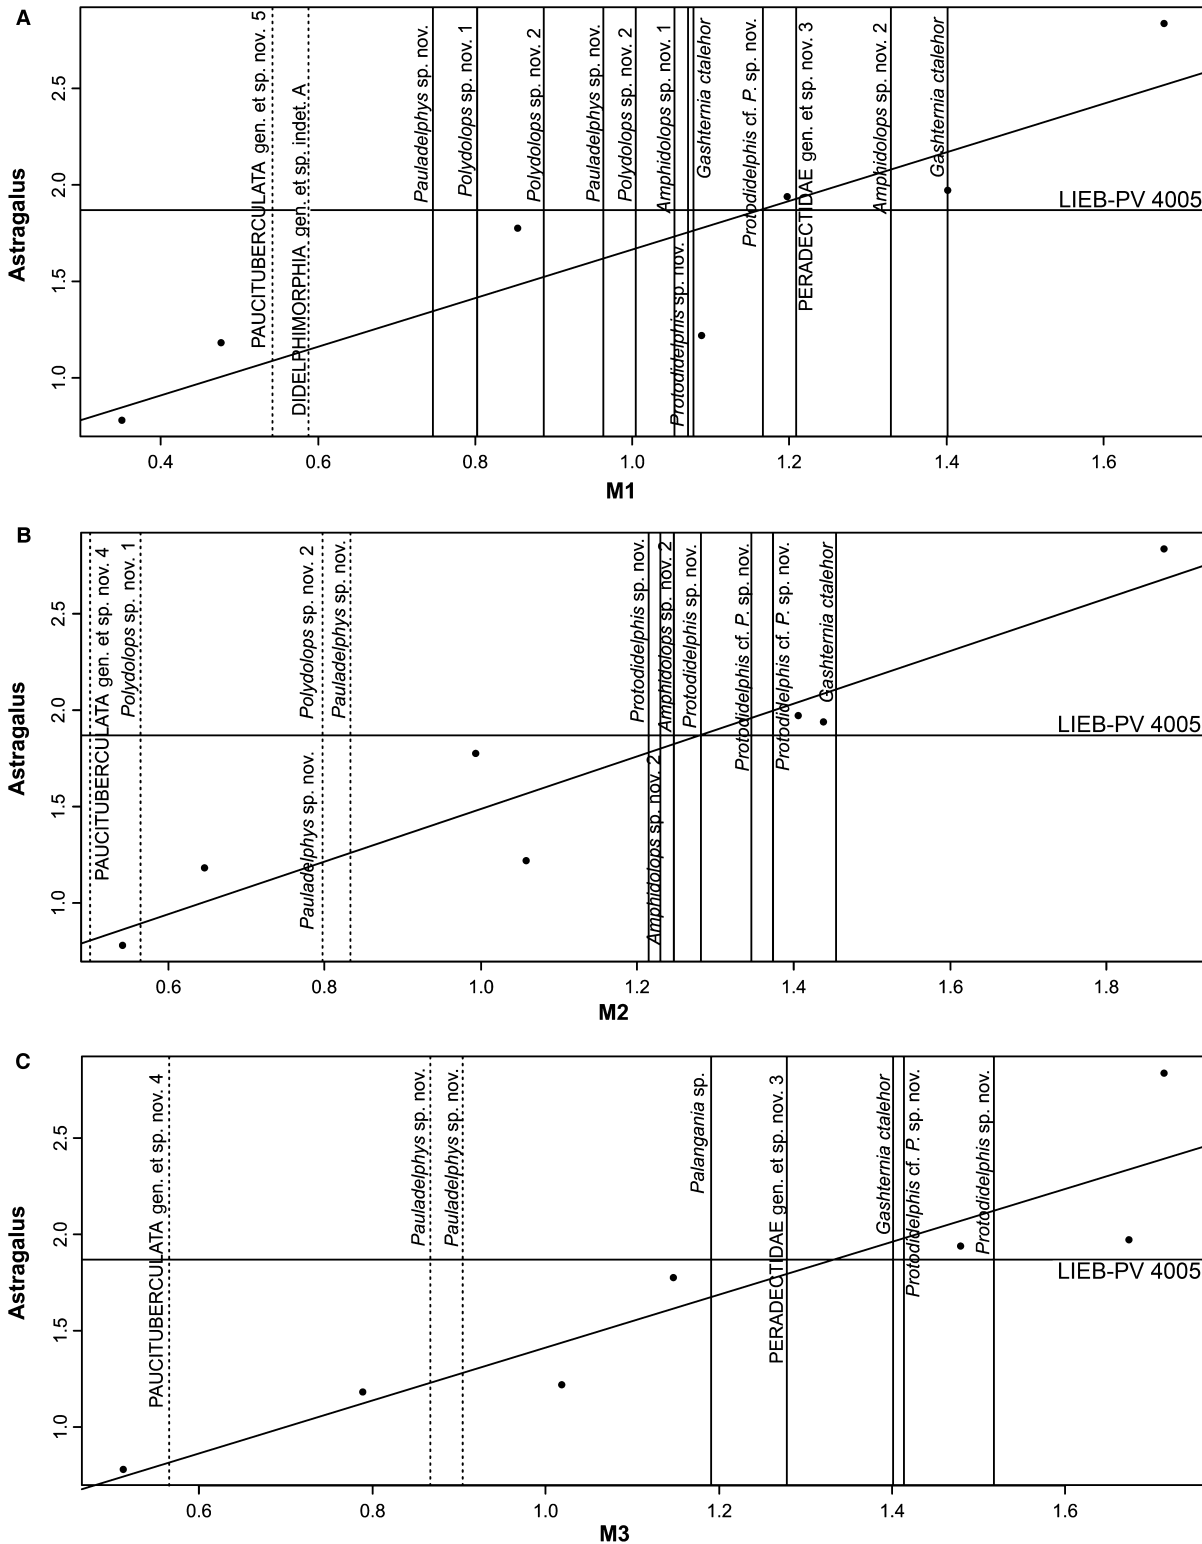 A
PAUCITUBERCULATA gen. et sp. nov. 5
DIDELPHIMORPHIA gen. et sp. indet. A
Pauladelphys sp. nov.
Polydolops sp. nov. 1
Polydolops sp. nov. 2
Pauladelphys sp. nov.
Polydolops sp. nov. 2
Amphidolops sp. nov. 1
Protodidelphis sp. nov.
Gashternia ctalehor
Protodidelphis cf. P. sp. nov.
PERADECTIDAE gen. et sp. nov. 3
Amphidolops sp. nov. 2
Gashternia ctalehor
LIEB-PV 4005
Astragalus
2.5
2.0
1.5
1.0
0.4 0.6 0.8 1.0 1.2 1.4 1.6
M1
B
PAUCITUBERCULATA gen. et sp. nov. 4
Polydolops sp. nov. 1
Polydolops sp. nov. 2
Pauladelphys sp. nov.
Pauladelphys sp. nov.
Protodidelphis sp. nov.
Amphidolops sp. nov. 2
Amphidolops sp. nov. 2
Protodidelphis sp. nov.
Protodidelphis cf. P. sp. nov.
Protodidelphis cf. P. sp. nov.
Gashternia ctalehor
LIEB-PV 4005
Astragalus
2.5
2.0
1.5
1.0
0.6 0.8 1.0 1.2 1.4 1.6 1.8
M2
C
PAUCITUBERCULATA gen. et sp. nov. 4
Pauladelphys sp. nov.
Pauladelphys sp. nov.
Palangania sp.
PERADECTIDAE gen. et sp. nov. 3
Gashternia ctalehor
Protodidelphis cf. P. sp. nov.
Protodidelphis sp. nov.
LIEB-PV 4005
Astragalus
2.5
2.0
1.5
1.0
0.6 0.8 1.0 1.2 1.4 1.6
M3